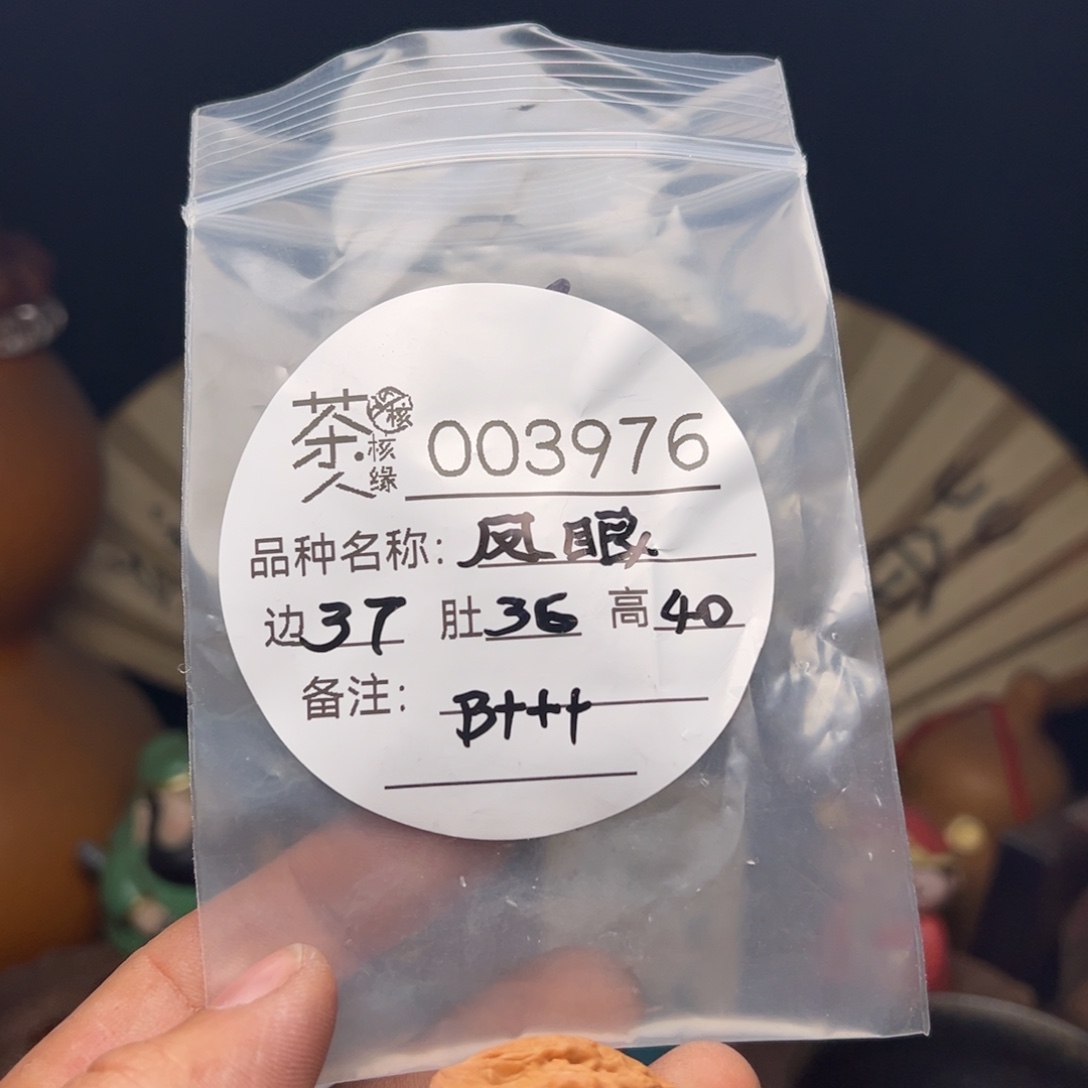 茶人 核缘 003976
品种名称: 凤眼
边37 肚36 高40
备注: B+++